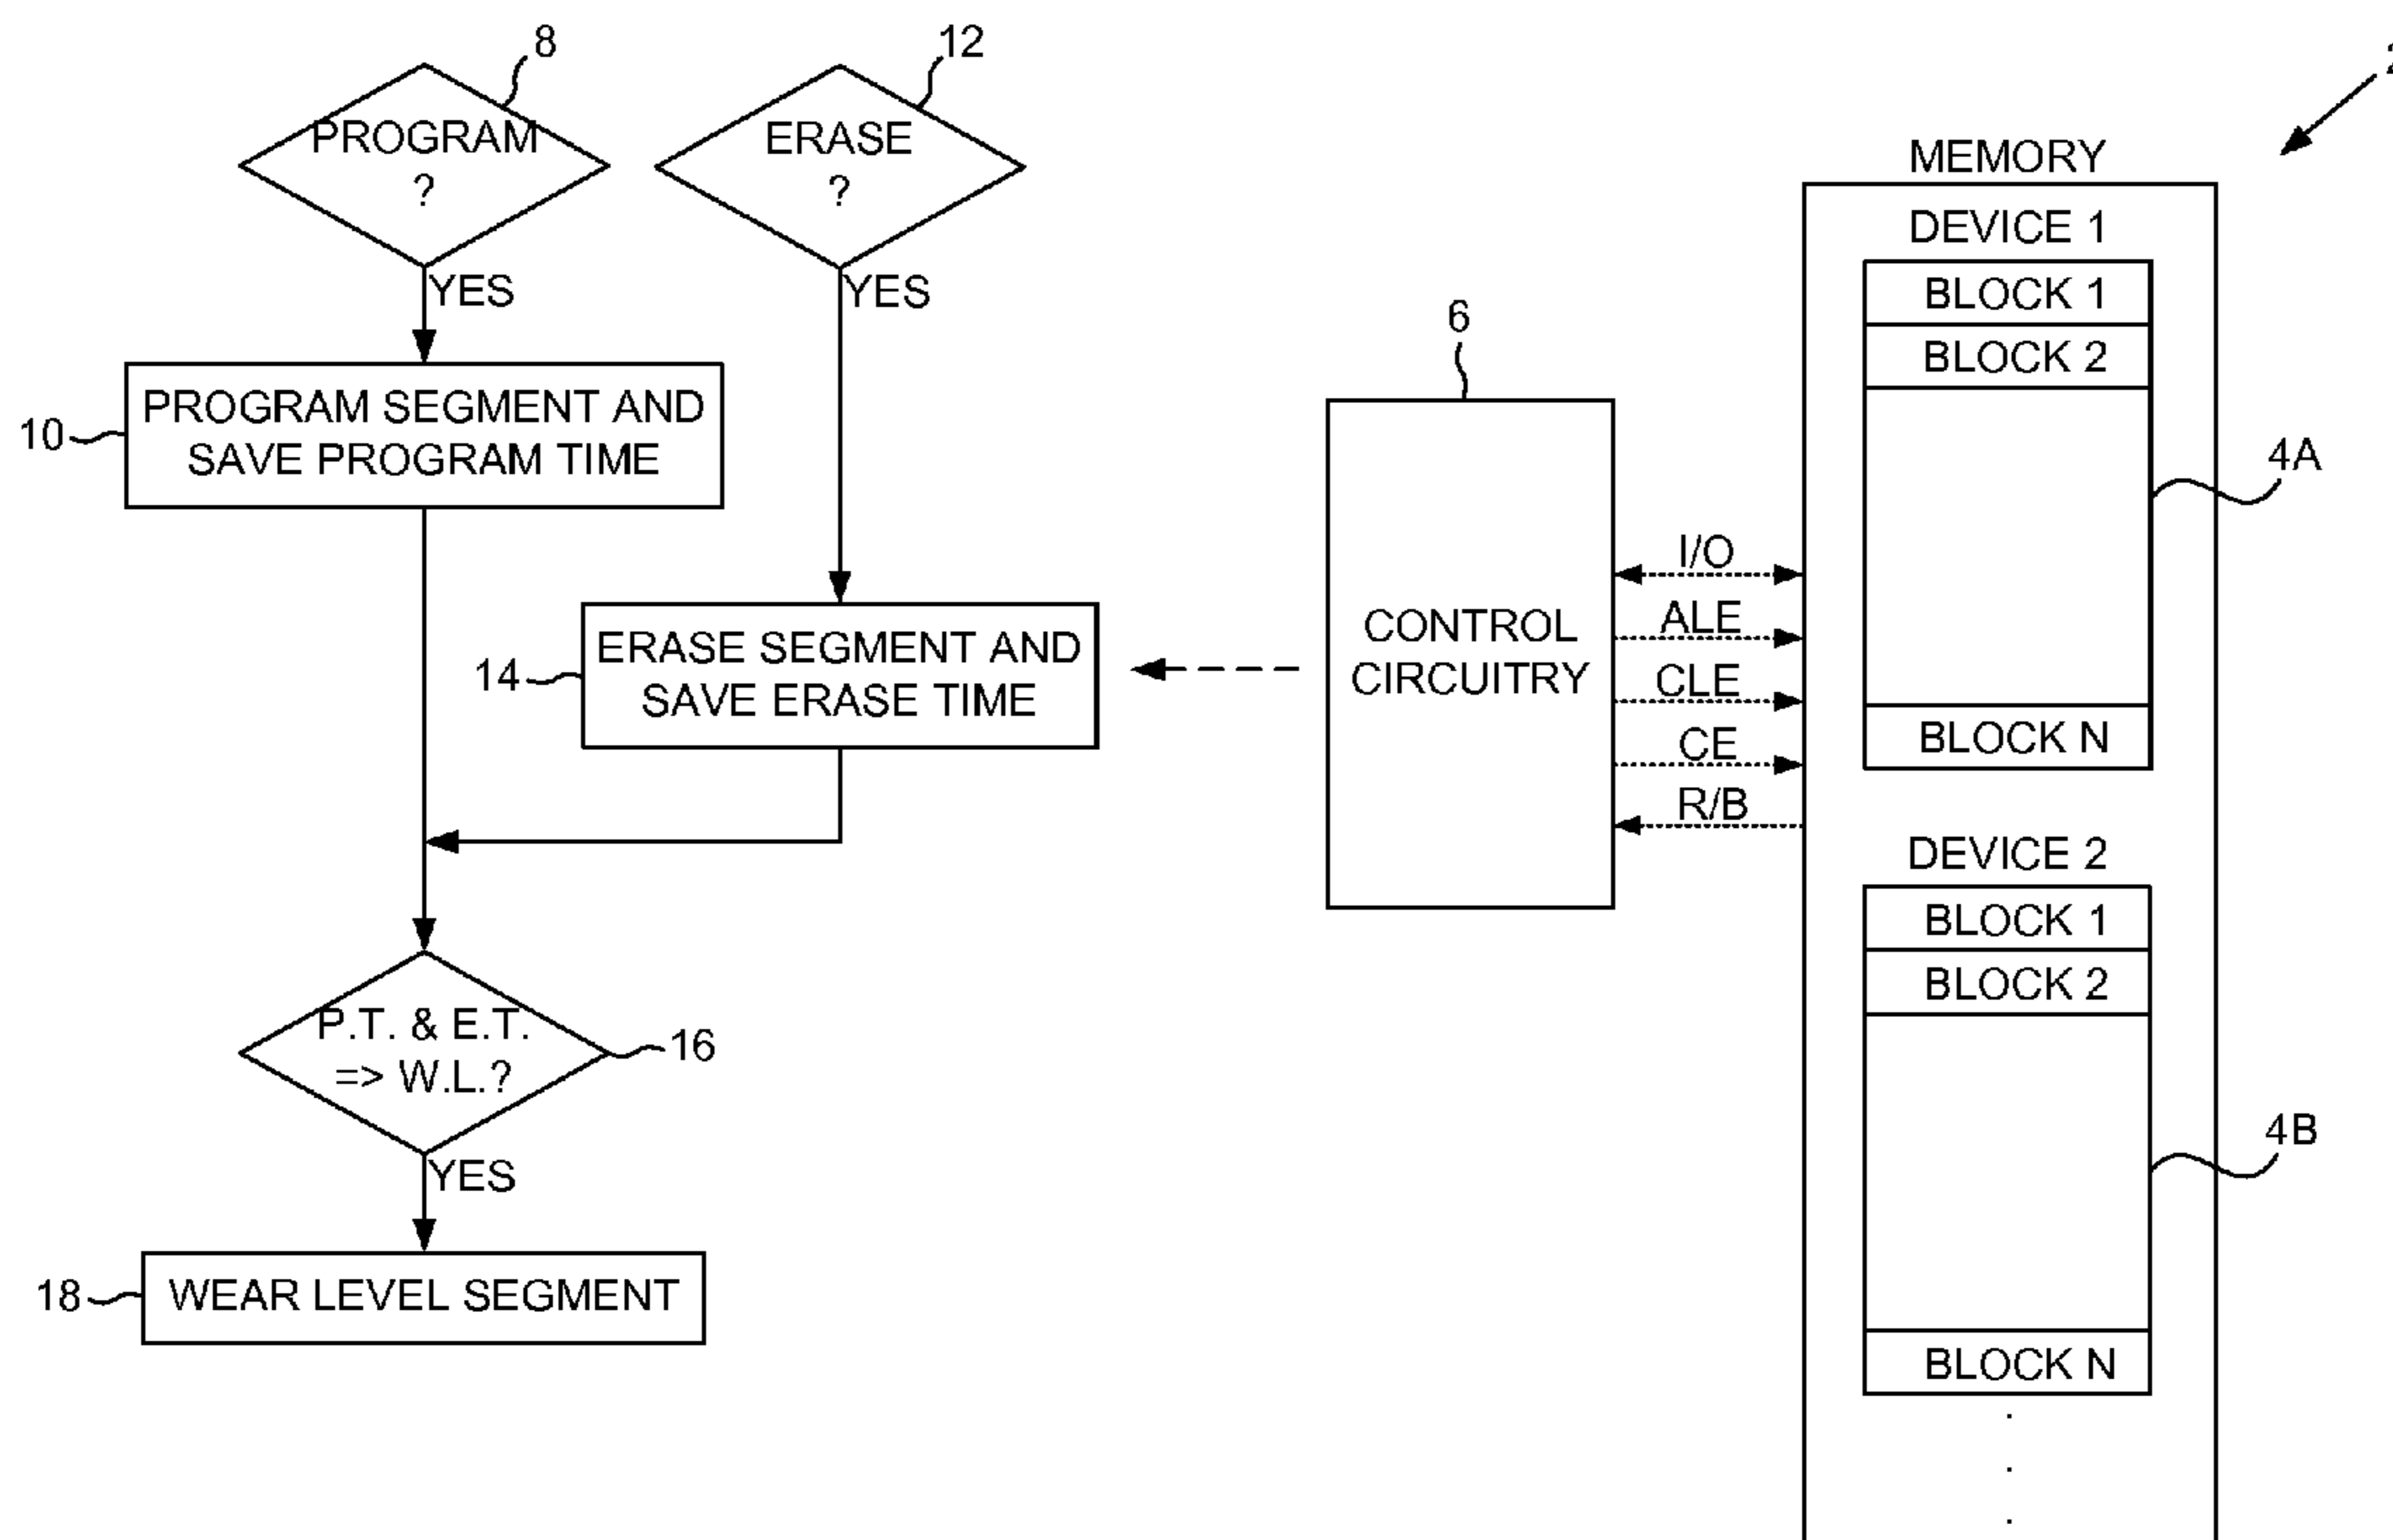 8
PROGRAM
?
YES
12
ERASE
?
YES
10
PROGRAM SEGMENT AND
SAVE PROGRAM TIME
14
ERASE SEGMENT AND
SAVE ERASE TIME
P.T. & E.T.
=> W.L.?
16
YES
18
WEAR LEVEL SEGMENT
6
CONTROL
CIRCUITRY
I/O
ALE
CLE
CE
R/B
MEMORY
DEVICE 1
BLOCK 1
BLOCK 2
4A
BLOCK N
DEVICE 2
BLOCK 1
BLOCK 2
4B
BLOCK N
.
.
.